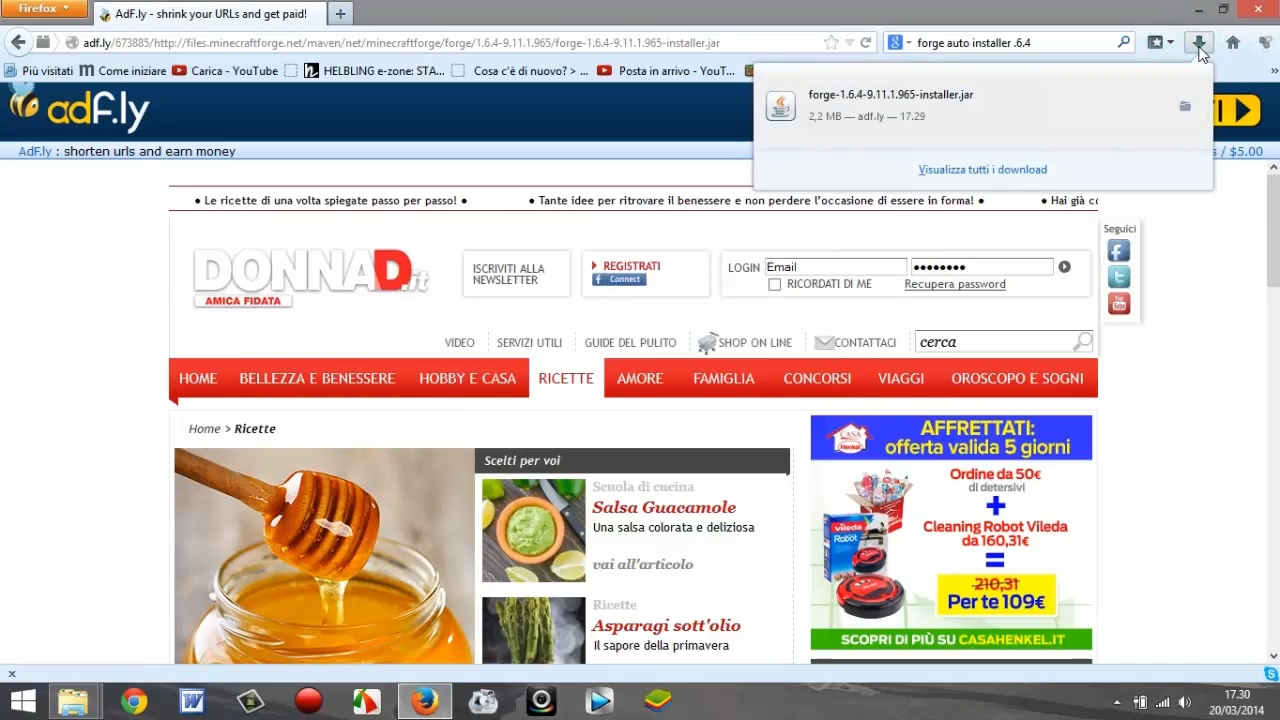 Firefox
AdF.ly - shrink your URLs and get paid!
adf.ly/673885/http://files.minecraftforge.net/maven/net/minecraftforge/forge/1.6.4-9.11.1.965/forge-1.6.4-9.11.1.965-installer.jar
forge auto installer .6.4
Più visitati
Come iniziare
Carica - YouTube
HELBLING e-zone: STA...
Cosa c'è di nuovo? > ...
Posta in arrivo - YouT...
forge-1.6.4-9.11.1.965-installer.jar
2,2 MB — adf.ly — 17.29
Visualizza tutti i download
adf.ly
AdF.ly : shorten urls and earn money
/ $5.00
• Le ricette di una volta spiegate passo per passo! •
• Tante idee per ritrovare il benessere e non perdere l'occasione di essere in forma! •
• Hai già co
DONNAD.it
AMICA FIDATA
ISCRIVITI ALLA
NEWSLETTER
REGISTRATI
f Connect
LOGIN
Email
RICORDATI DI ME
Recupera password
Seguici
You
VIDEO
SERVIZI UTILI
GUIDE DEL PULITO
SHOP ON LINE
CONTATTACI
cerca
HOME
BELLEZZA E BENESSERE
HOBBY E CASA
RICETTE
AMORE
FAMIGLIA
CONCORSI
VIAGGI
OROSCOPO E SOGNI
Home > Ricette
Scelti per voi
Scuola di cucina
Salsa Guacamole
Una salsa colorata e deliziosa
vai all'articolo
Ricette
Asparagi sott'olio
Il sapore della primavera
CASA
Henkel
AFFRETTATI:
offerta valida 5 giorni
Ordine da 50€
di detersivi
+
Cleaning Robot Vileda
da 160,31€
=
210,31
Per te 109€
vileda
Robot
SCOPRI DI PIÙ SU CASAHENKEL.IT
17.30
20/03/2014